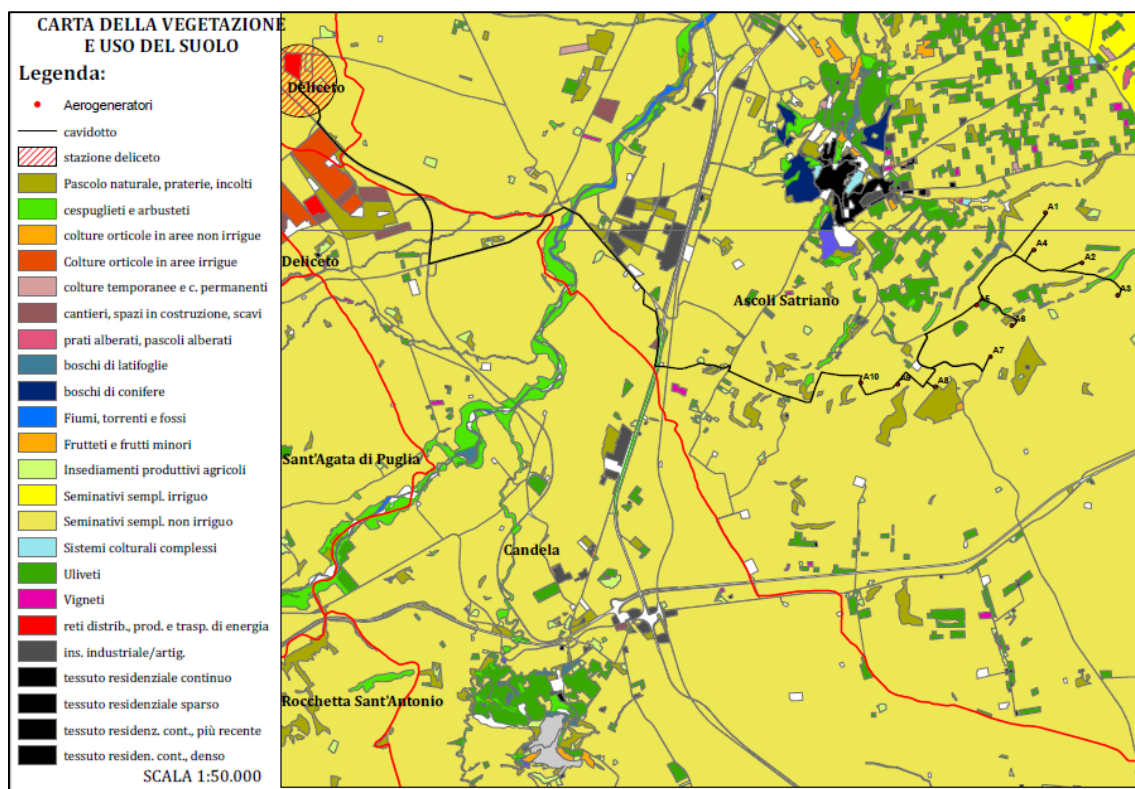 CARTA DELLA VEGETAZIONE
E USO DEL SUOLO
Legenda:
Aerogeneratori
cavidotto
stazione deliceto
Pascolo naturale, praterie, incolti
cespuglieti e arbusteti
colture orticole in aree non irrigue
Colture orticole in aree irrigue
colture temporanee e c. permanenti
cantieri, spazi in costruzione, scavi
prati alberati, pascoli alberati
boschi di latifoglie
boschi di conifere
Fiumi, torrenti e fossi
Frutteti e frutti minori
Insediamenti produttivi agricoli
Seminativi sempl. irriguo
Seminativi sempl. non irriguo
Sistemi colturali complessi
Uliveti
Vigneti
reti distrib., prod. e trasp. di energia
ins. industriale/artig.
tessuto residenziale continuo
tessuto residenziale sparso
tessuto residenz. cont., più recente
tessuto residen. cont., denso
SCALA 1:50.000
Deliceto
A1
A4
Deliceto
A2
A3
Ascoli Satriano
A5
A6
A7
A10
A9
A8
Sant'Agata di Puglia
Candela
Rocchetta Sant'Antonio